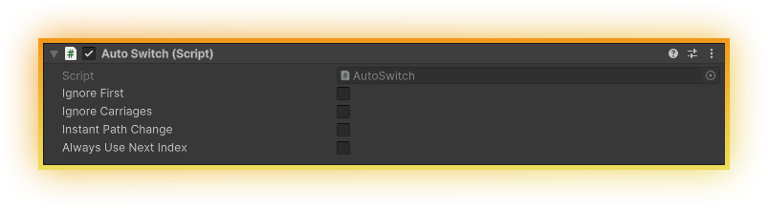 Auto Switch (Script)
Script AutoSwitch
Ignore First
Ignore Carriages
Instant Path Change
Always Use Next Index